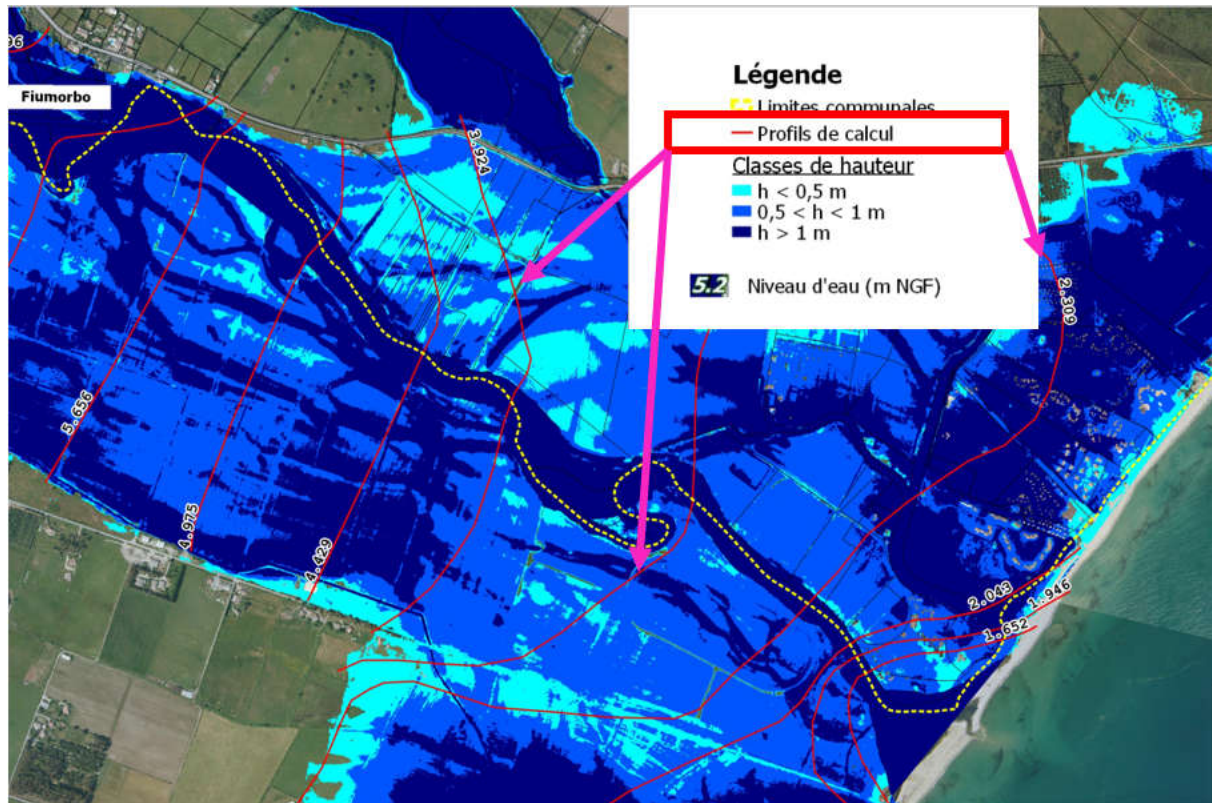 96
Fiumorbo
Légende
Limites communales
Profils de calcul
Classes de hauteur
h < 0,5 m
0,5 < h < 1 m
h > 1 m
5.2 Niveau d'eau (m NGF)
3.924
2.309
5.656
4.975
4.429
2.043
1.946
1.652